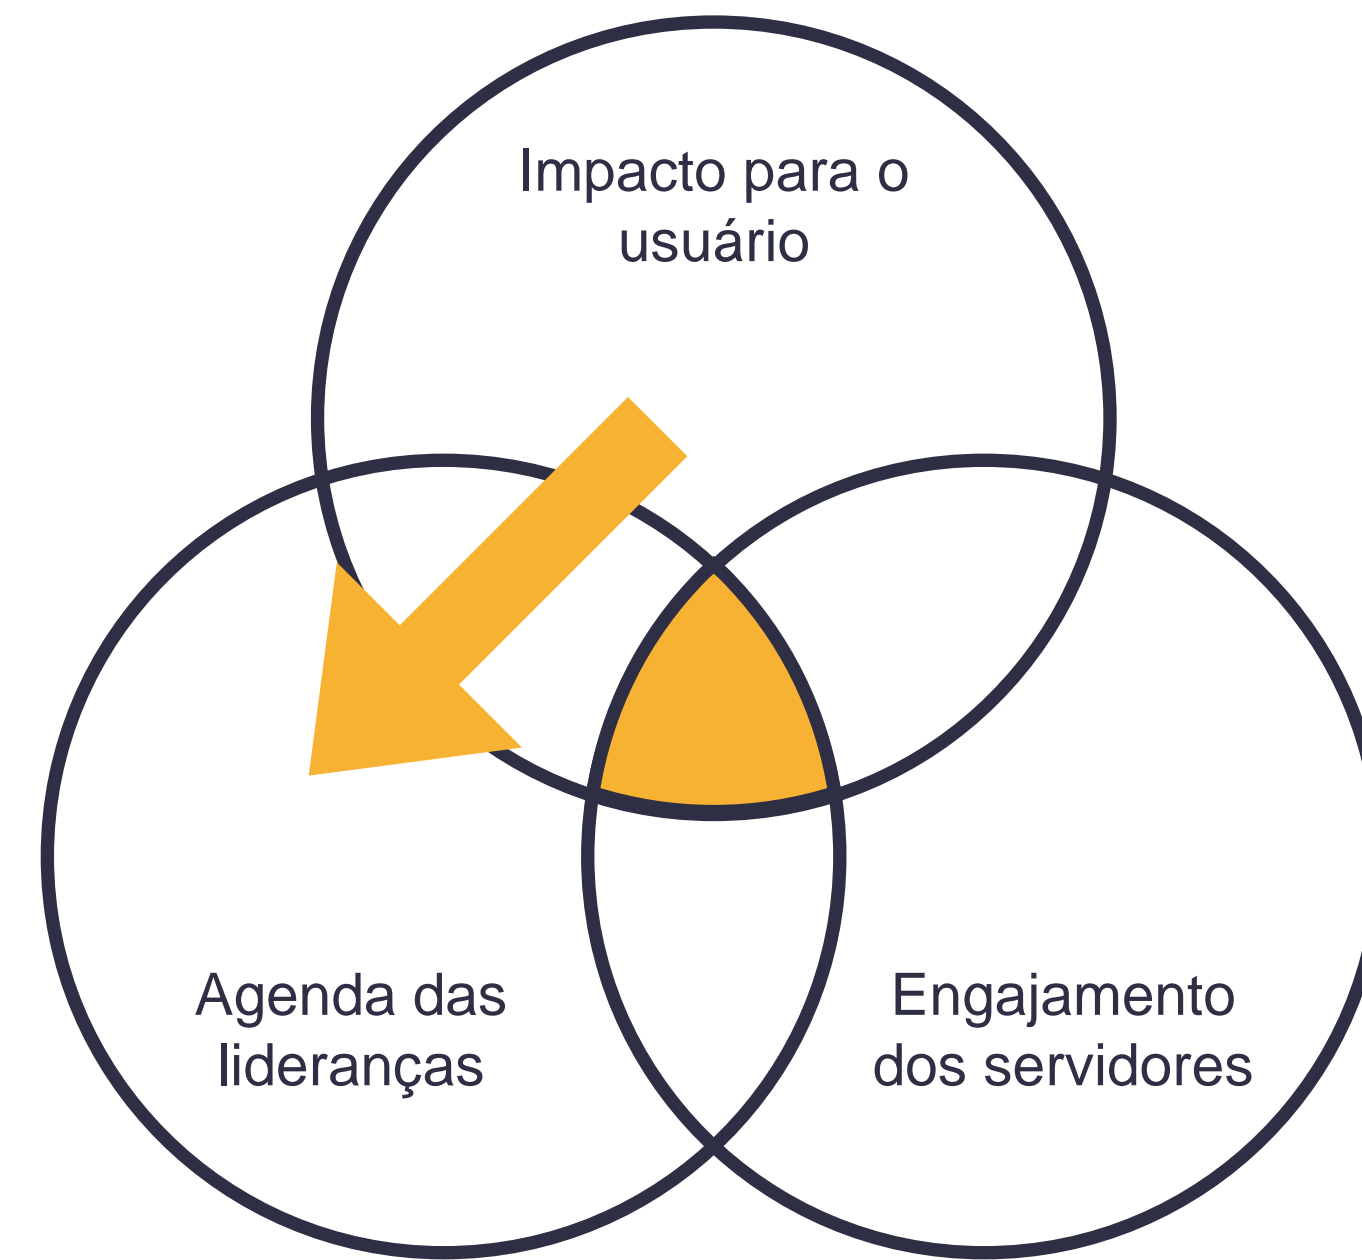 Impacto para o
usuário
Agenda das
lideranças
Engajamento
dos servidores